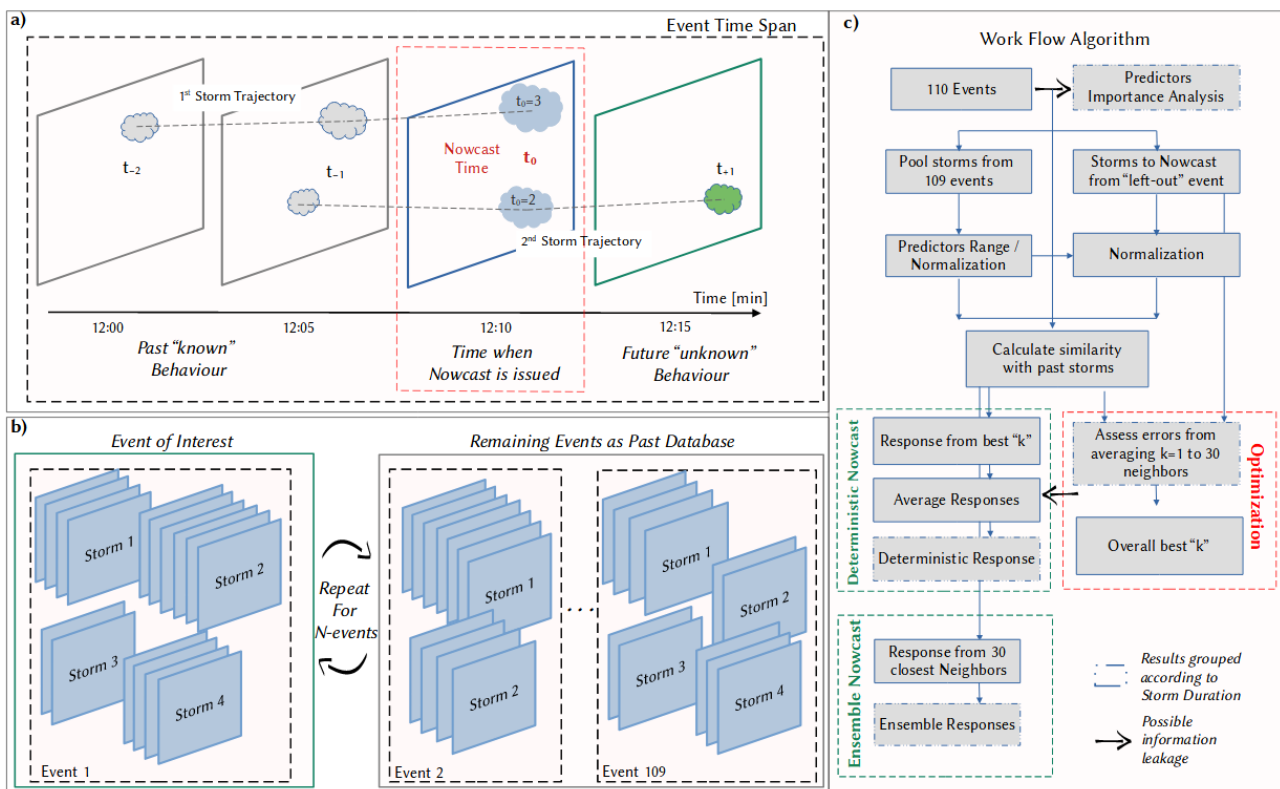 a)
Event Time Span
1st Storm Trajectory
t₀=3
Nowcast
Time
t₀
t₋₂
t₋₁
t₊₁
t₀=2
2nd Storm Trajectory
Time [min]
12:00
12:05
12:10
12:15
Past "known"
Behaviour
Time when
Nowcast is issued
Future "unknown"
Behaviour
b)
Event of Interest
Remaining Events as Past Database
Storm 1
Storm 2
Storm 3
Storm 4
Event 1
Repeat
For
N-events
Storm 1
Storm 2
Event 2
...
Storm 1
Storm 2
Storm 3
Storm 4
Event 109
c)
Work Flow Algorithm
110 Events
Predictors
Importance Analysis
Pool storms from
109 events
Storms to Nowcast
from "left-out" event
Predictors Range /
Normalization
Normalization
Calculate similarity
with past storms
Deterministic Nowcast
Response from best "k"
Average Responses
Deterministic Response
Assess errors from
averaging k=1 to 30
neighbors
Overall best "k"
Optimization
Ensemble Nowcast
Response from 30
closest Neighbors
Ensemble Responses
Results grouped
according to
Storm Duration
Possible
information
leakage